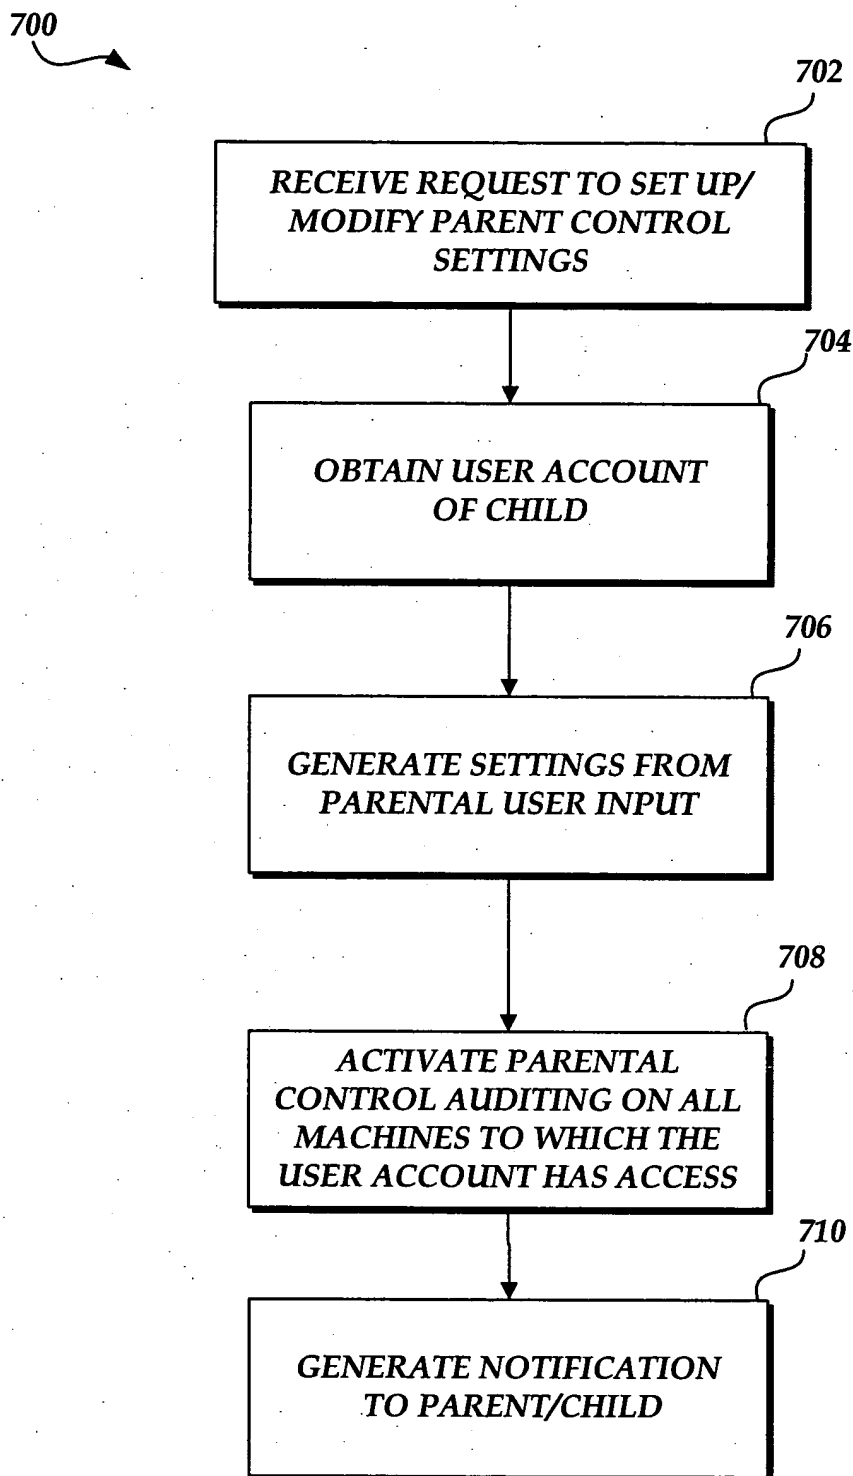 700
702
RECEIVE REQUEST TO SET UP/
MODIFY PARENT CONTROL
SETTINGS
704
OBTAIN USER ACCOUNT
OF CHILD
706
GENERATE SETTINGS FROM
PARENTAL USER INPUT
708
ACTIVATE PARENTAL
CONTROL AUDITING ON ALL
MACHINES TO WHICH THE
USER ACCOUNT HAS ACCESS
710
GENERATE NOTIFICATION
TO PARENT/CHILD